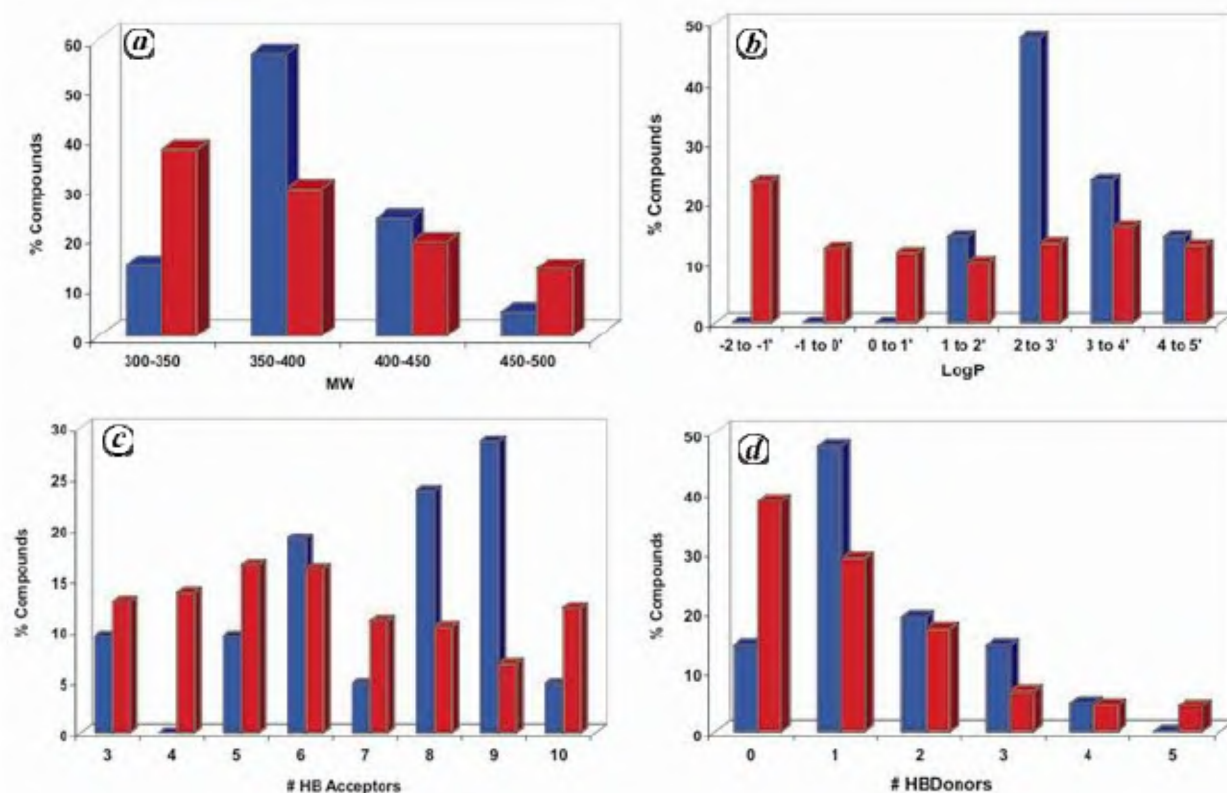 a
60
50
40
30
20
10
0
% Compounds
300-350 350-400 400-450 450-500
MW
b
50
40
30
20
10
0
% Compounds
-2 to -1' -1 to 0' 0 to 1' 1 to 2' 2 to 3' 3 to 4' 4 to 5'
LogP
c
30
25
20
15
10
5
0
% Compounds
3 4 5 6 7 8 9 10
# HB Acceptors
d
50
40
30
20
10
0
% Compounds
0 1 2 3 4 5
# HBDonors